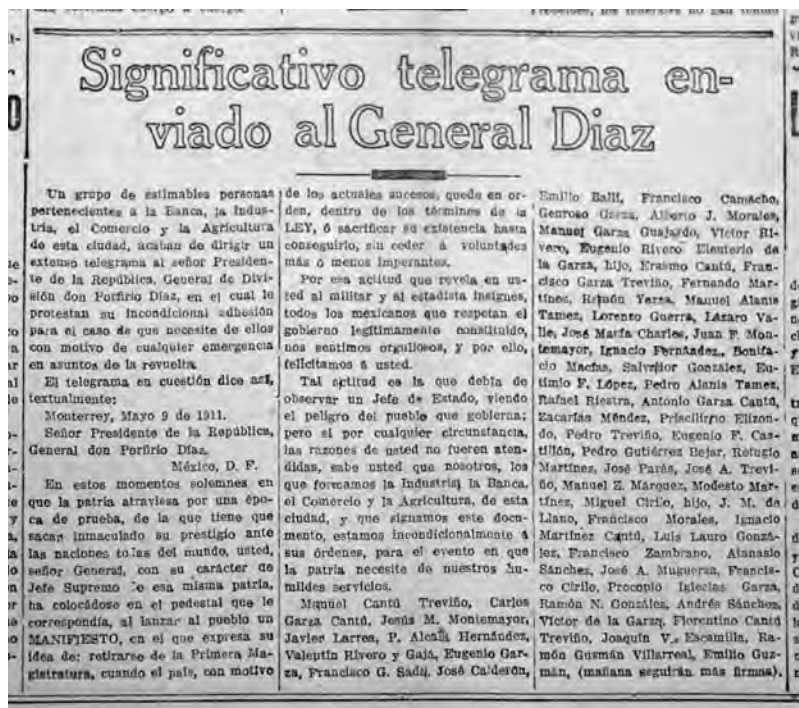 Significativo telegrama en-
viado al General Diaz
Un grupo de estimables personas
pertenecientes a la Banca, la Indus-
tria, el Comercio y la Agricultura
de esta ciudad, acaban de dirigir un
extenso telegrama al señor Presiden-
te de la República, General de Divi-
sión don Porfirio Díaz, en el cual le
protestan su incondicional adhesión
para el caso de que necesite de ellos
con motivo de cualquier emergencia
en asuntos de la revuelta.
El telegrama en cuestión dice así,
textualmente:
Monterrey, Mayo 9 de 1911.
Señor Presidente de la República,
General don Porfirio Díaz.
México, D. F.
En estos momentos solemnes en
que la patria atraviesa por una épo-
ca de prueba, de la que tiene que
sacar inmaculado su prestigio ante
las naciones todas del mundo, usted,
señor General, con su carácter de
Jefe Supremo de esa misma patria,
ha colocádose en el pedestal que le
correspondía, al lanzar al pueblo un
MANIFIESTO, en el que expresa su
idea de: retirarse de la Primera Ma-
gistratura, cuando el país, con motivo
de los actuales sucesos, quede en or-
den, dentro de los términos de la
LEY, ó sacrificar su existencia hasta
conseguirlo, sin ceder á voluntades
más ó menos imperantes.
Por esa actitud que revela en us-
ted al militar y al estadista insignes,
todos los mexicanos que respetan el
gobierno legítimamente constituido,
nos sentimos orgullosos, y por ello,
felicitamos á usted.
Tal actitud es la que debía de
observar un Jefe de Estado, viendo
el peligro del pueblo que gobierna;
pero si por cualquier circunstancia,
las razones de usted no fueren aten-
didas, sabe usted que nosotros, los
que formamos la Industria, la Banca,
el Comercio y la Agricultura, de esta
ciudad, y que signamos este docu-
mento, estamos incondicionalmente á
sus órdenes, para el evento en que
la patria necesite de nuestros hu-
mildes servicios.
Manuel Cantú Treviño, Carlos
Garza Cantú, Jesús M. Montemayor,
Javier Larrea, P. Alcalá Hernández,
Valentín Rivero y Gajá, Eugenio Gar-
za, Francisco G. Sada, José Calderón,
Emilio Balli, Francisco Camacho,
Genroso Garza, Alberto J. Morales,
Manuel Garza Guajardo, Victor Ri-
vero, Eugenio Rivero Eleuterio de
la Garza, hijo, Erasmo Cantú, Fran-
cisco Garza Treviño, Fernando Mar-
tínez, Ramón Yarza, Manuel Alanis
Tamez, Lorenzo Guerra, Lázaro Va-
lle, José María Charles, Juan F. Mon-
temayor, Ignacio Fernández, Bonifa-
cio Macías, Salvador González, Eu-
timio F. López, Pedro Alanís Tamez,
Rafael Riestra, Antonio Garza Cantú,
Zacarías Méndez, Priscilirno Elizon-
do, Pedro Treviño, Eugenio F. Cas-
tillón, Pedro Gutiérrez Bejar, Refugio
Martínez, José Parás, José A. Trevi-
ño, Manuel Z. Márquez, Modesto Mar-
tínez, Miguel Cirilo, hijo, J. M. de
Llano, Francisco Morales, Ignacio
Martínez Cantú, Luis Lauro Gonzá-
lez, Francisco Zambrano, Atanasio
Sánchez, José A. Muguerza, Francis-
co Cirilo, Procopio Iglesias Garza,
Ramón N. González, Andrés Sánchez,
Víctor de la Garza, Florentino Cantú
Treviño, Joaquín V. Escamilla, Ra-
món Guzmán Villarreal, Emilio Guz-
mán, (mañana seguirán más firmas).